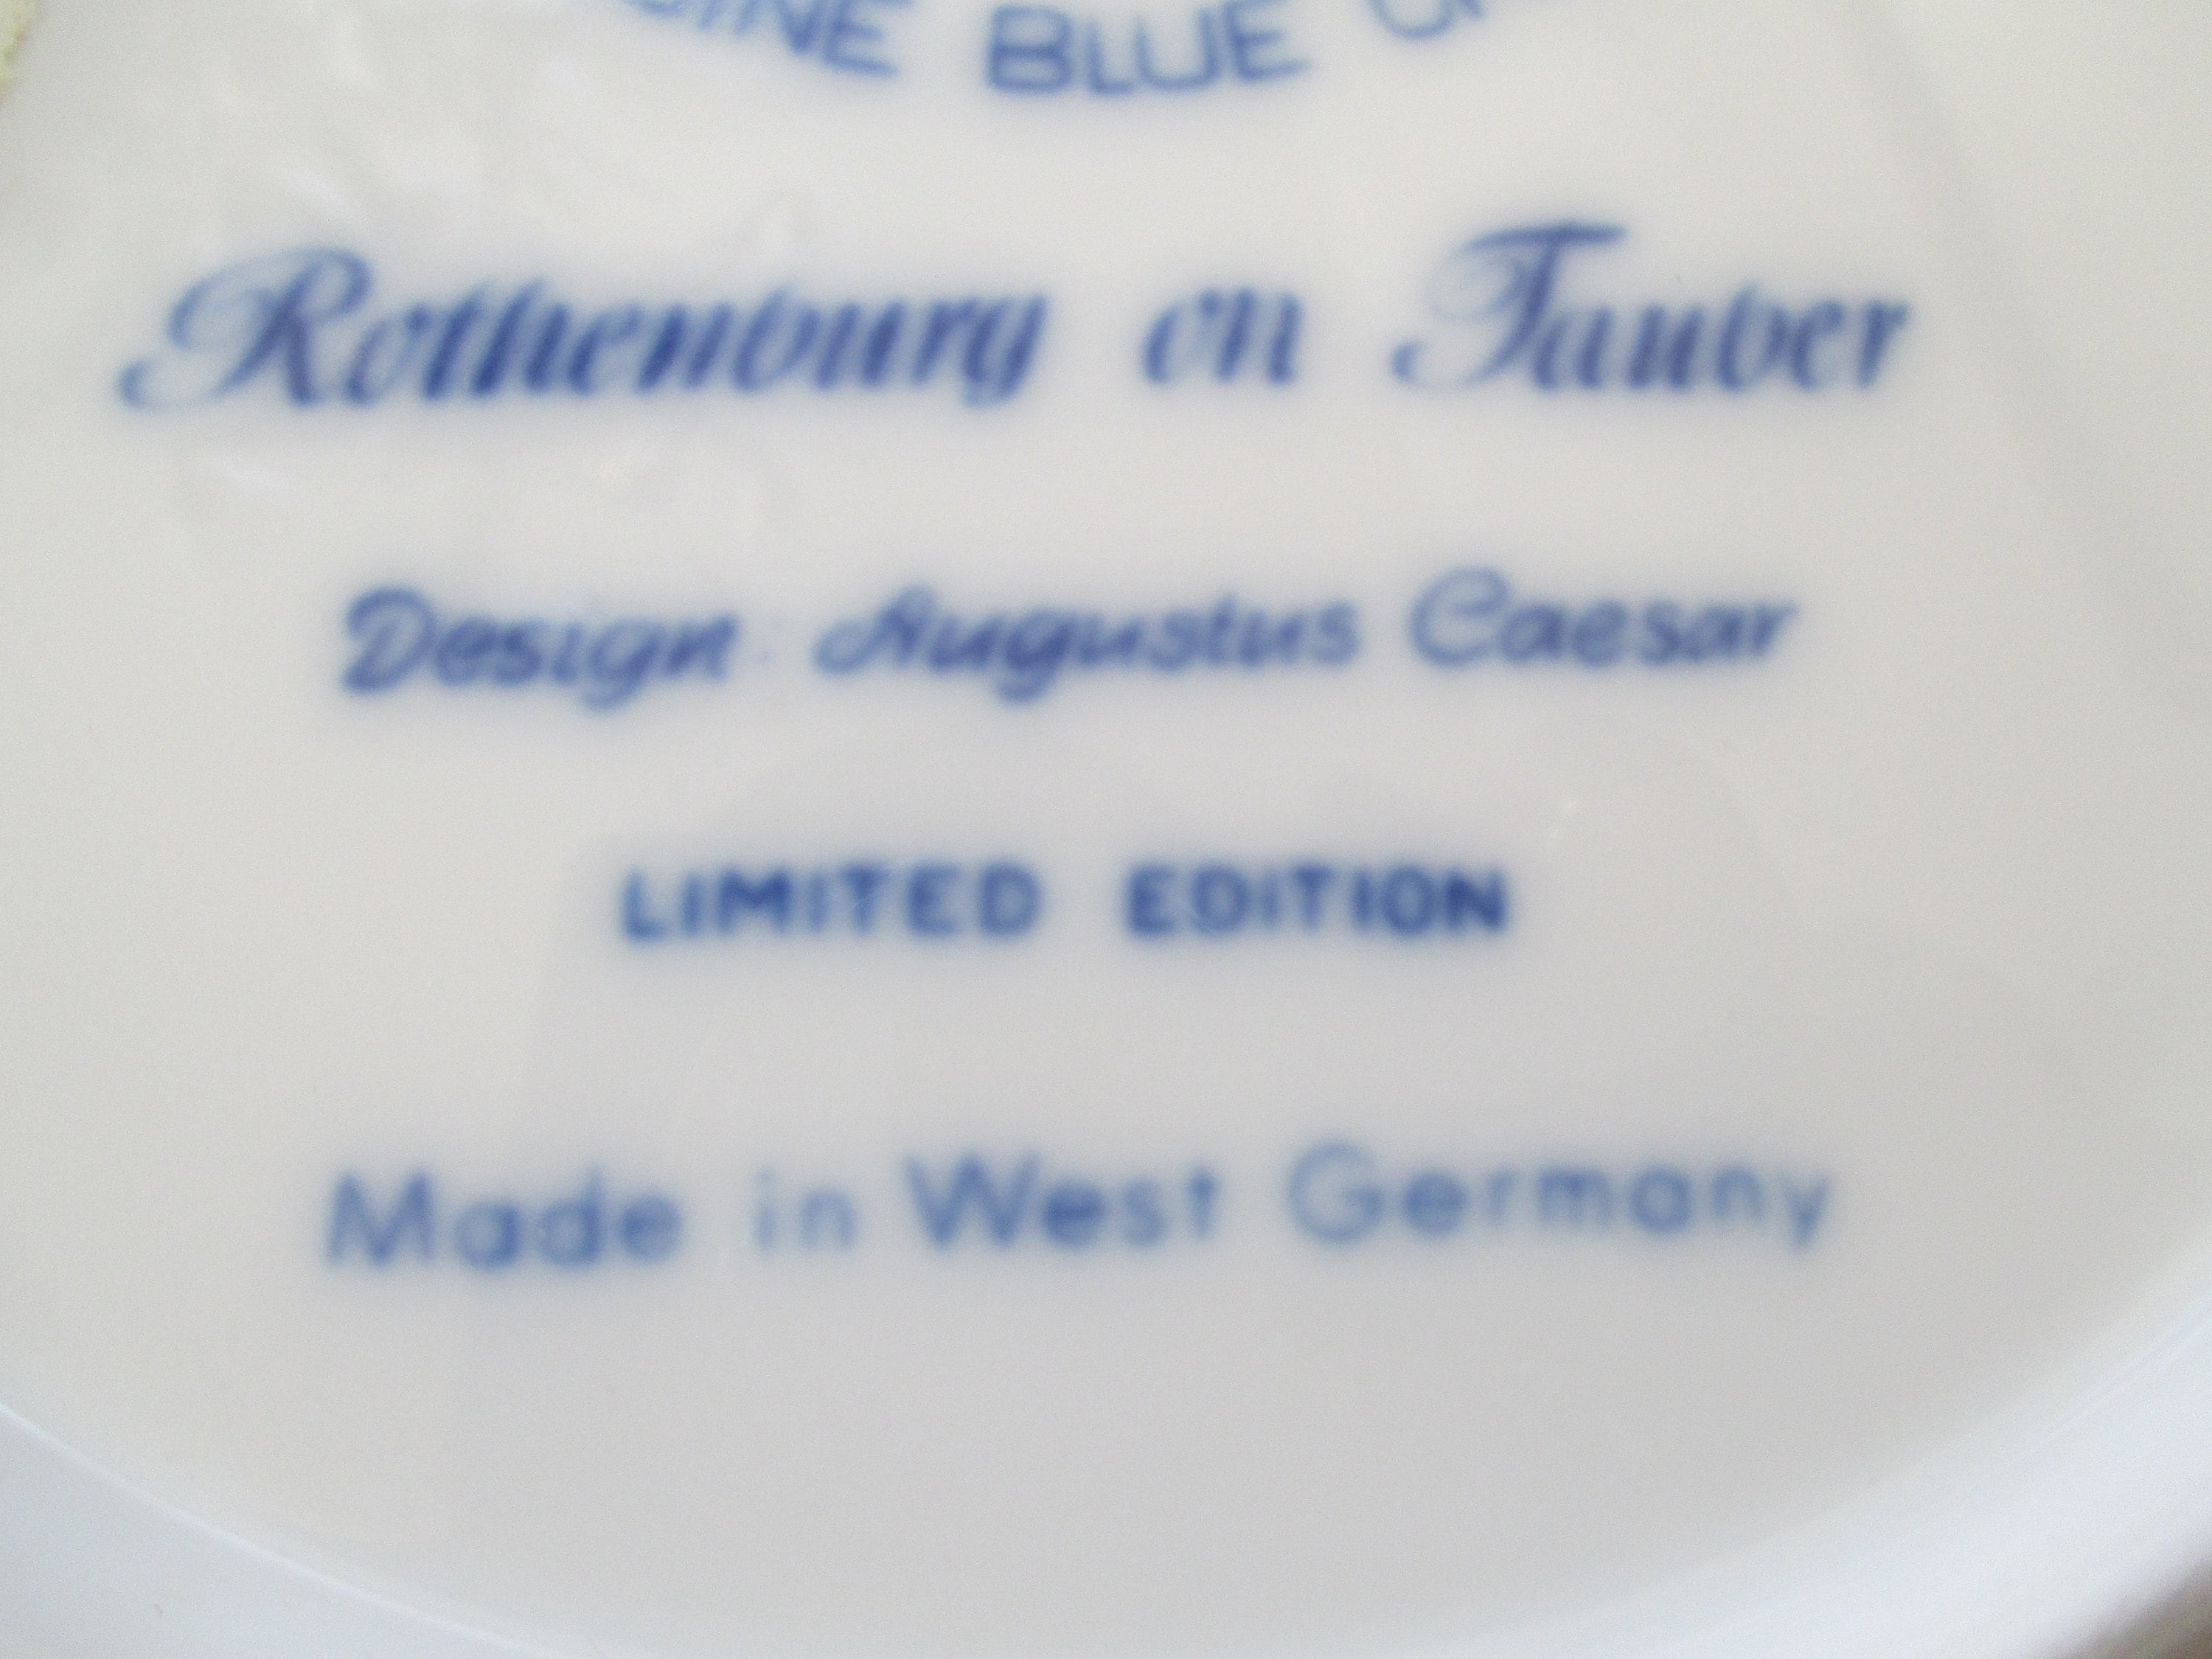 BLUE
Rothenburg on Tauber
Design Augustus Caesar
LIMITED EDITION
Made in West Germany